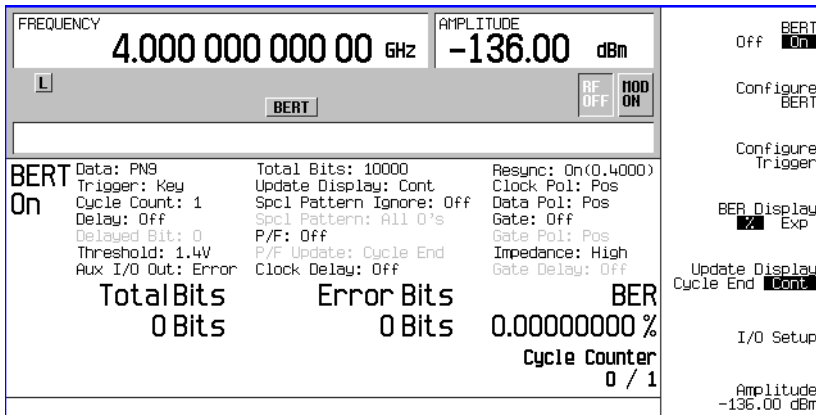 FREQUENCY
4.000 000 000 00 GHz
AMPLITUDE
-136.00 dBm
L
BERT
RF OFF
MOD ON
BERT On
Data: PN9
Trigger: Key
Cycle Count: 1
Delay: Off
Delayed Bit: 0
Threshold: 1.4V
Aux I/O Out: Error
Total Bits: 10000
Update Display: Cont
Spcl Pattern Ignore: Off
Spcl Pattern: All 0's
P/F: Off
P/F Update: Cycle End
Clock Delay: Off
Resync: On(0.4000)
Clock Pol: Pos
Data Pol: Pos
Gate: Off
Gate Pol: Pos
Impedance: High
Gate Delay: Off
Total Bits Error Bits BER
0 Bits 0 Bits 0.00000000 %
Cycle Counter
0 / 1
BERT
Off On
Configure
BERT
Configure
Trigger
BER Display
% Exp
Update Display
Cycle End Cont
I/O Setup
Amplitude
-136.00 dBm